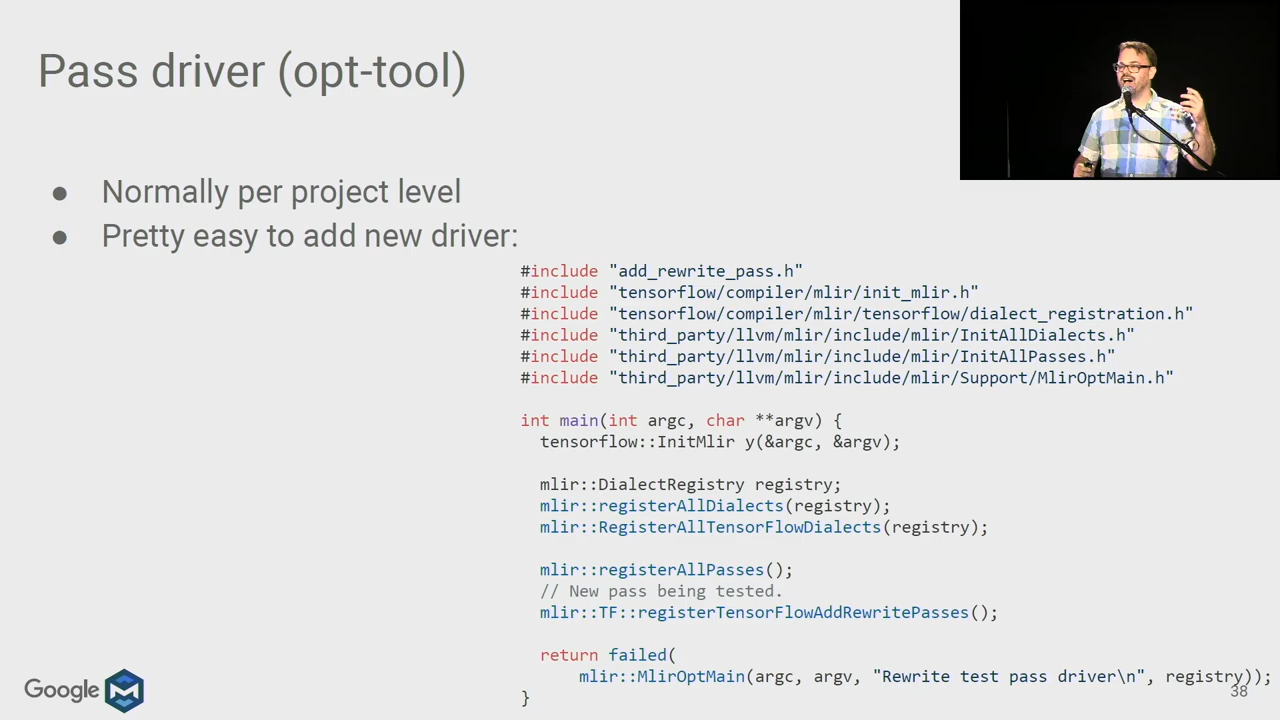 Pass driver (opt-tool)
● Normally per project level
● Pretty easy to add new driver:
#include "add_rewrite_pass.h"
#include "tensorflow/compiler/mlir/init_mlir.h"
#include "tensorflow/compiler/mlir/tensorflow/dialect_registration.h"
#include "third_party/llvm/mlir/include/mlir/InitAllDialects.h"
#include "third_party/llvm/mlir/include/mlir/InitAllPasses.h"
#include "third_party/llvm/mlir/include/mlir/Support/MlirOptMain.h"
int main(int argc, char **argv) {
  tensorflow::InitMlir y(&argc, &argv);
  mlir::DialectRegistry registry;
  mlir::registerAllDialects(registry);
  mlir::RegisterAllTensorFlowDialects(registry);
  mlir::registerAllPasses();
  // New pass being tested.
  mlir::TF::registerTensorFlowAddRewritePasses();
  return failed(
      mlir::MlirOptMain(argc, argv, "Rewrite test pass driver\n", registry));
}
Google
38